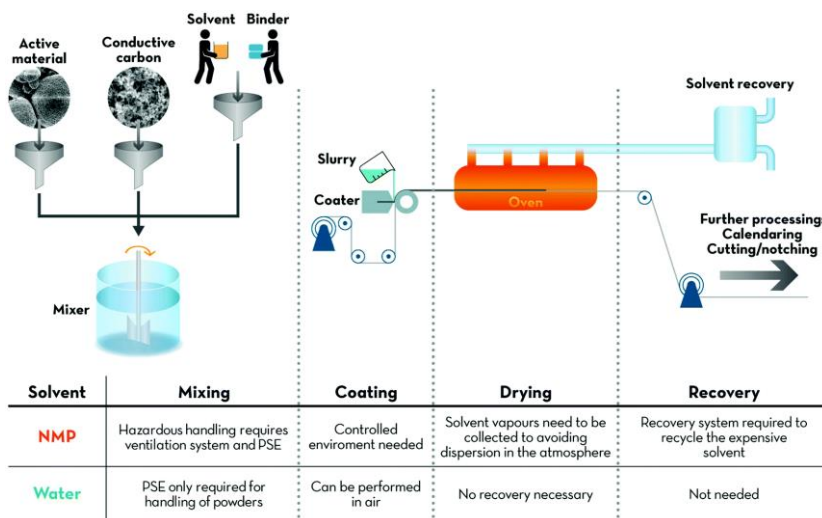 Solvent
Binder
Active
material
Conductive
carbon
Solvent recovery
Slurry
Coater
Oven
Further processing:
Calendaring
Cutting/notching
Mixer
Solvent
Mixing
Coating
Drying
Recovery
NMP
Hazardous handling requires
ventilation system and PSE
Controlled
enviroment needed
Solvent vapours need to be
collected to avoiding
dispersion in the atmosphere
Recovery system required to
recycle the expensive
solvent
Water
PSE only required for
handling of powders
Can be performed
in air
No recovery necessary
Not needed